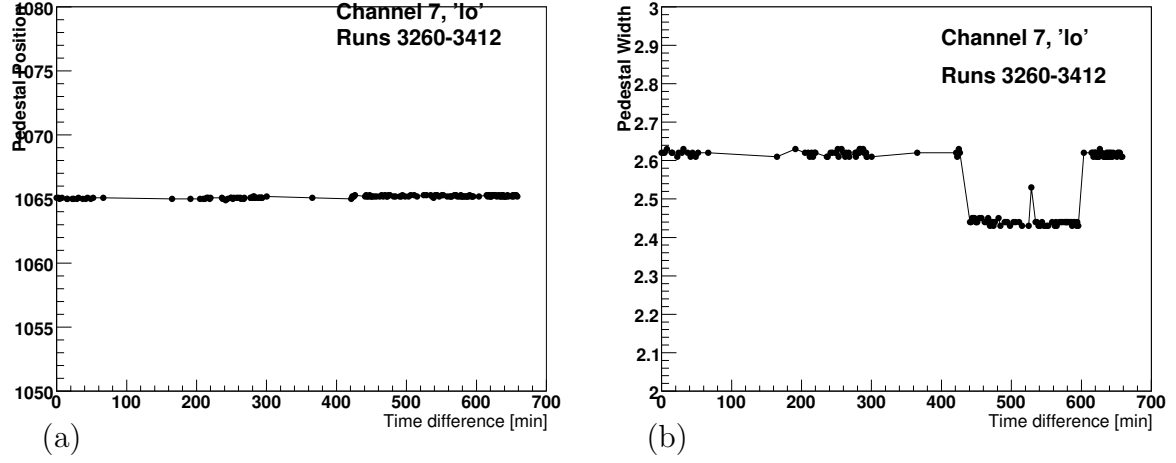 Pedestal Position
1080
1075
1070
1065
1060
1055
1050
Channel 7, 'lo'
Runs 3260-3412
0 100 200 300 400 500 600 700
Time difference [min]
(a)
Pedestal Width
3
2.9
2.8
2.7
2.6
2.5
2.4
2.3
2.2
2.1
2
Channel 7, 'lo'
Runs 3260-3412
0 100 200 300 400 500 600 700
Time difference [min]
(b)